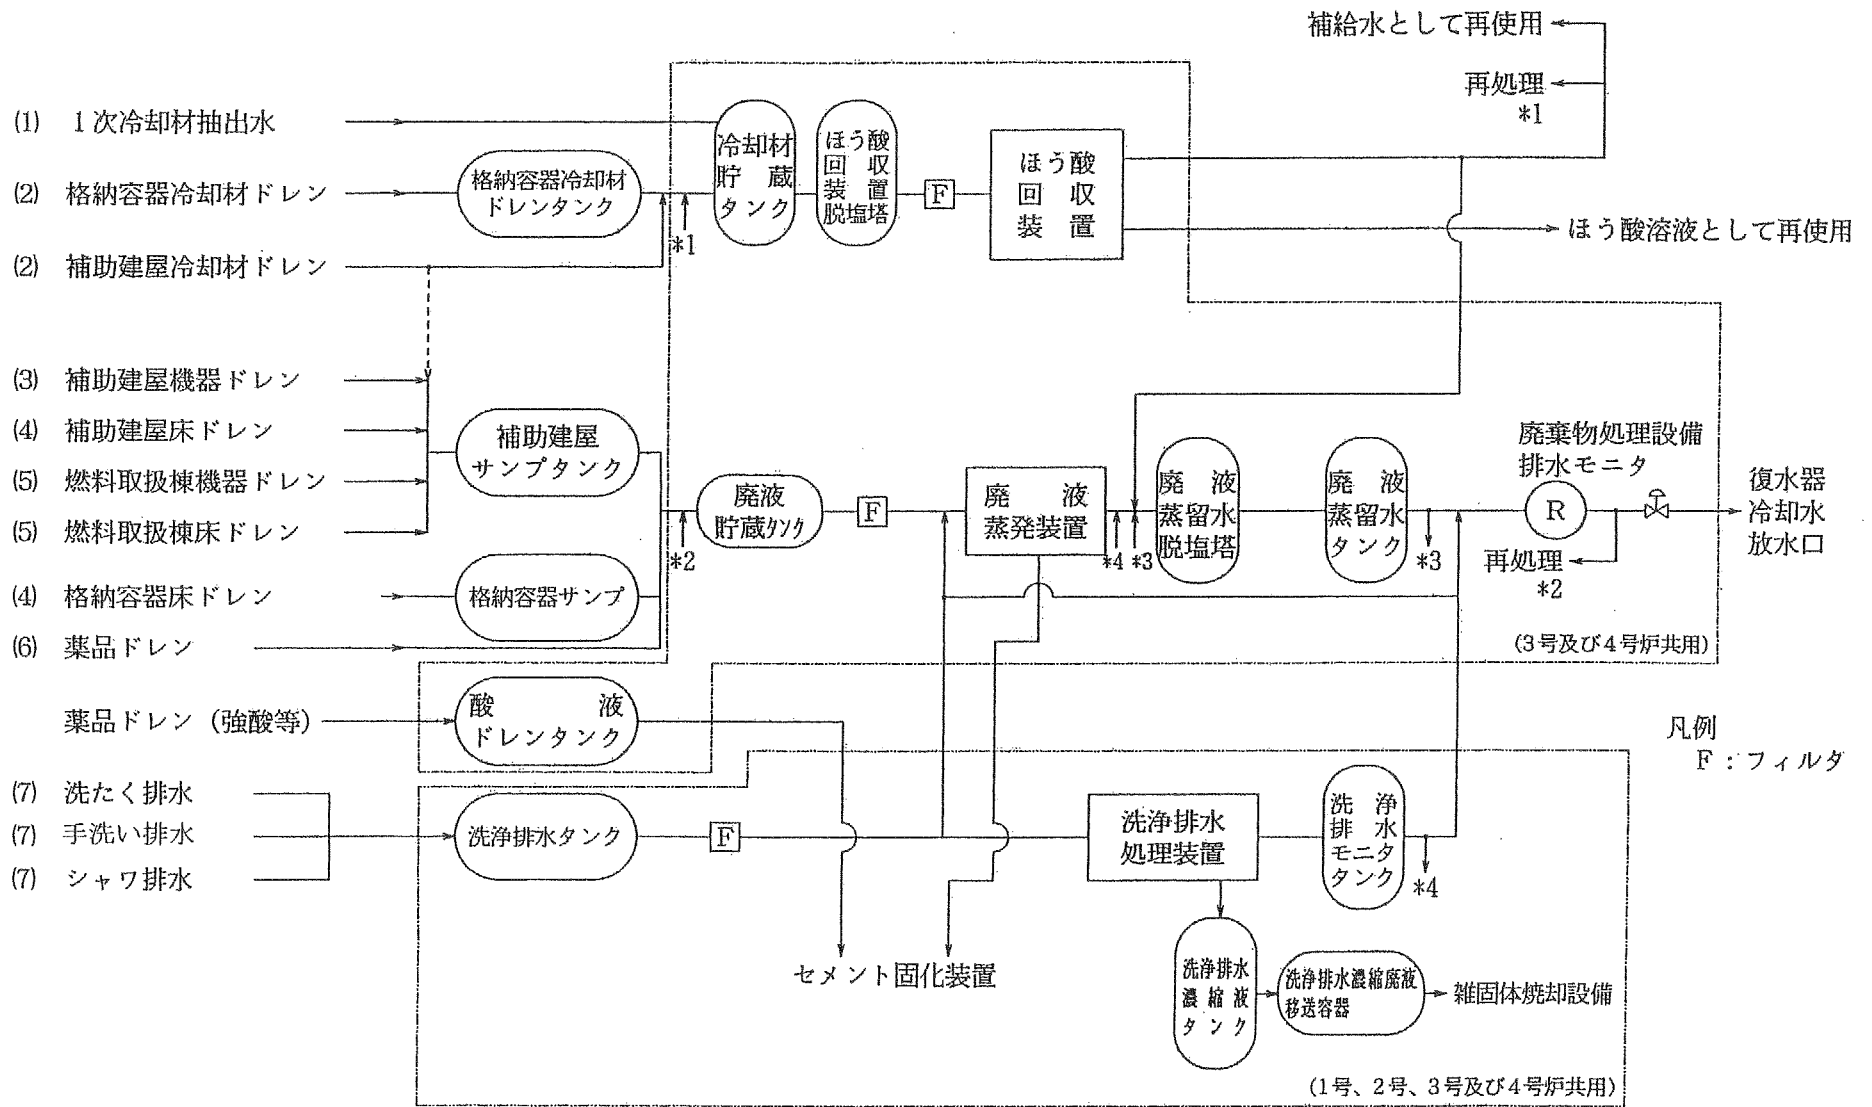 補給水として再使用
再処理
*1
(1) 1次冷却材抽出水
冷却材
貯蔵
タンク
ほう酸
回収
装置
脱塩塔
F
ほう酸
回収
装置
(2) 格納容器冷却材ドレン
格納容器冷却材
ドレンタンク
*1
ほう酸溶液として再使用
(2) 補助建屋冷却材ドレン
(3) 補助建屋機器ドレン
(4) 補助建屋床ドレン
(5) 燃料取扱棟機器ドレン
(5) 燃料取扱棟床ドレン
補助建屋
サンプタンク
*2
廃液
貯蔵タンク
F
廃液
蒸発装置
*4
*3
廃液
蒸留水
脱塩塔
廃液
蒸留水
タンク
*3
廃棄物処理設備
排水モニタ
R
再処理
*2
復水器
冷却水
放水口
(4) 格納容器床ドレン
格納容器サンプ
(6) 薬品ドレン
(3号及び4号炉共用)
薬品ドレン(強酸等)
酸液
ドレンタンク
凡例
F:フィルタ
(7) 洗たく排水
(7) 手洗い排水
(7) シャワ排水
洗浄排水タンク
F
洗浄排水
処理装置
洗浄
排水
モニタ
タンク
*4
セメント固化装置
洗浄排水
濃縮液
タンク
洗浄排水濃縮廃液
移送容器
雑固体焼却設備
(1号、2号、3号及び4号炉共用)